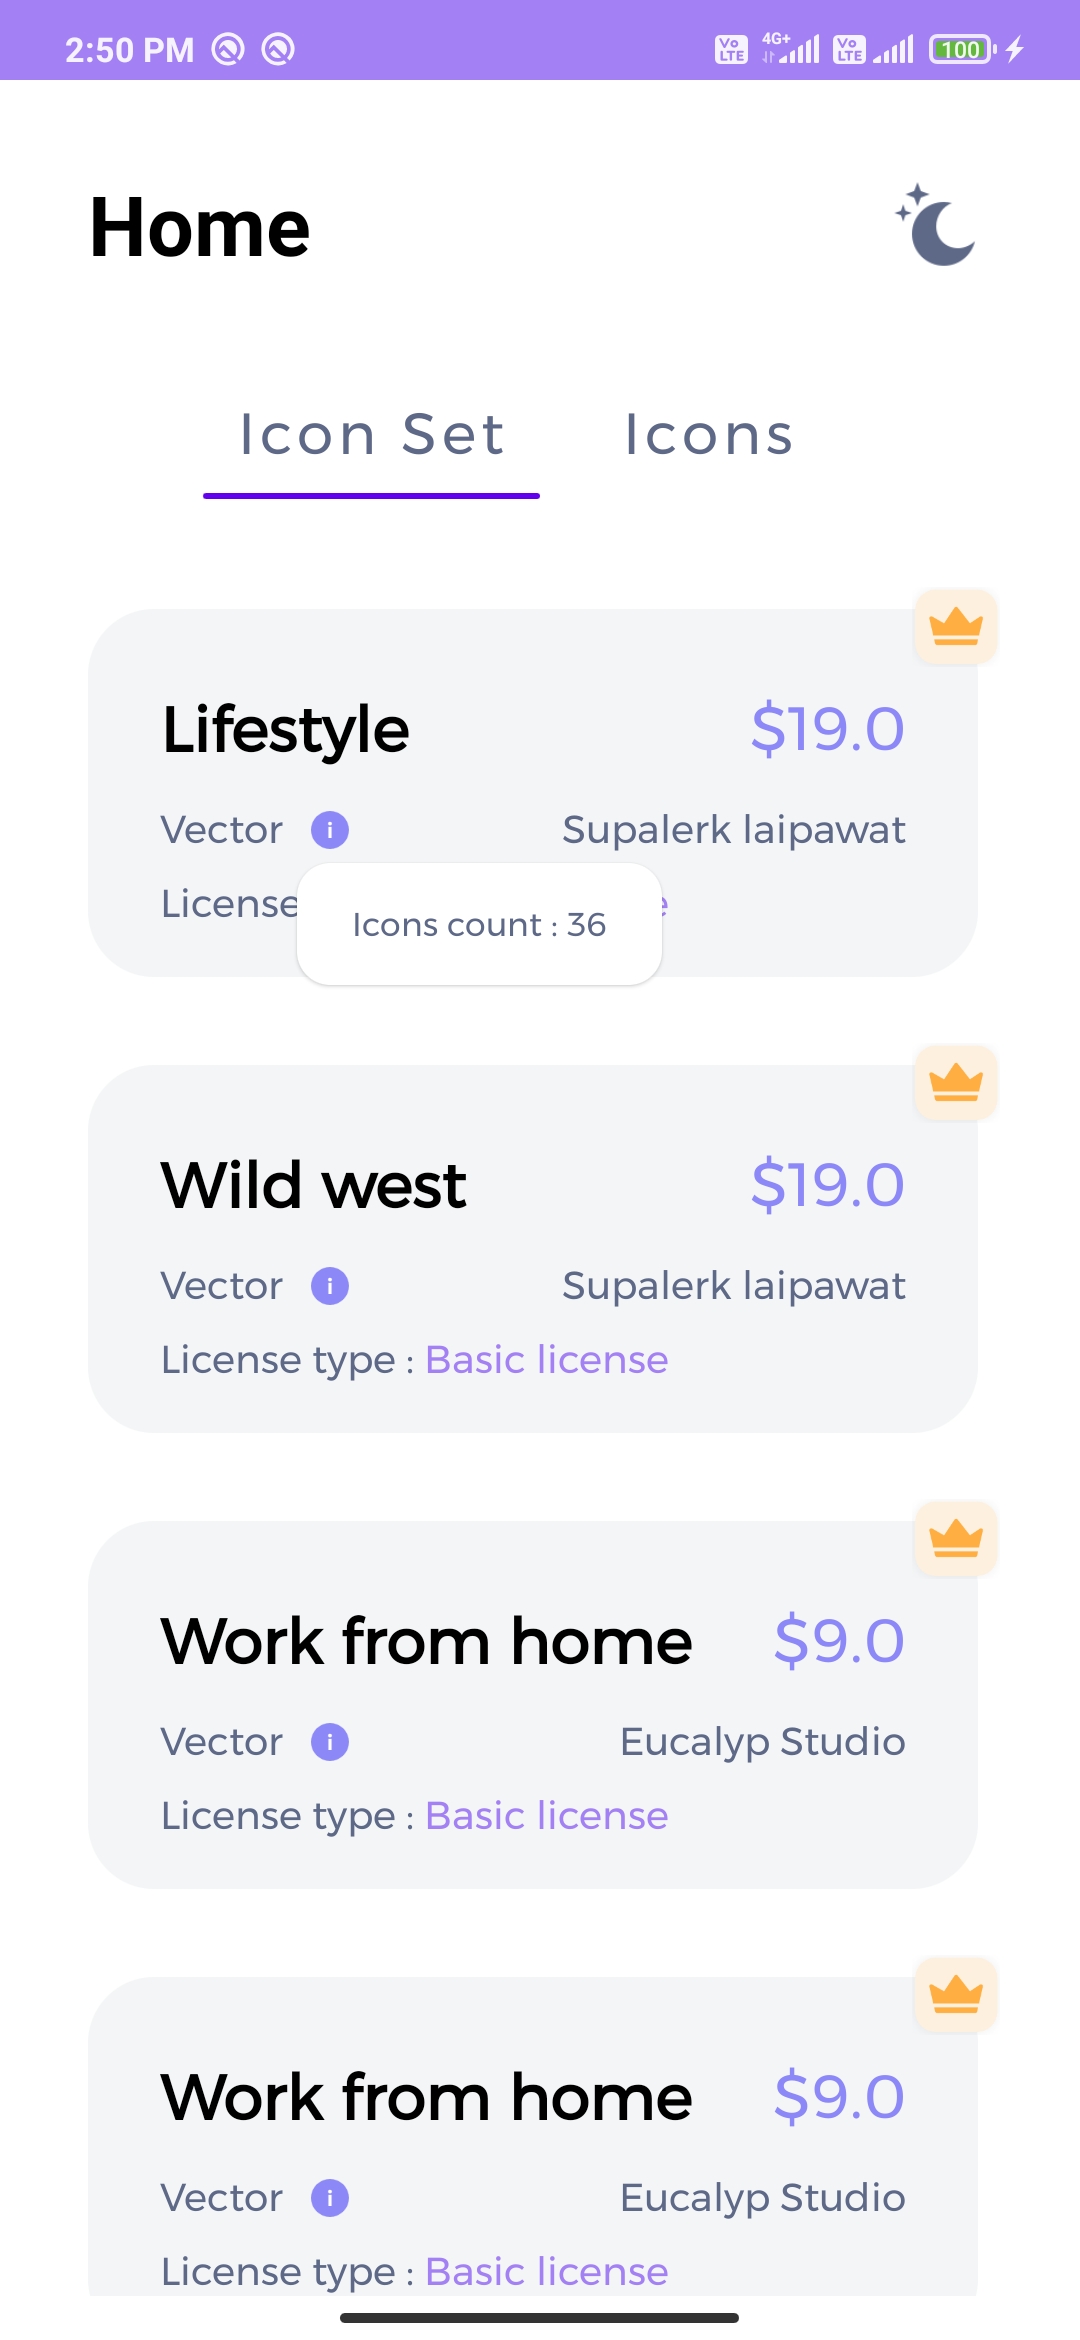 2:50 PM Vo LTE 4G+ Vo LTE 100
Home
Icon Set Icons
Lifestyle $19.0
Vector i Supalerk laipawat
License
Icons count : 36
Wild west $19.0
Vector i Supalerk laipawat
License type : Basic license
Work from home $9.0
Vector i Eucalyp Studio
License type : Basic license
Work from home $9.0
Vector i Eucalyp Studio
License type : Basic license